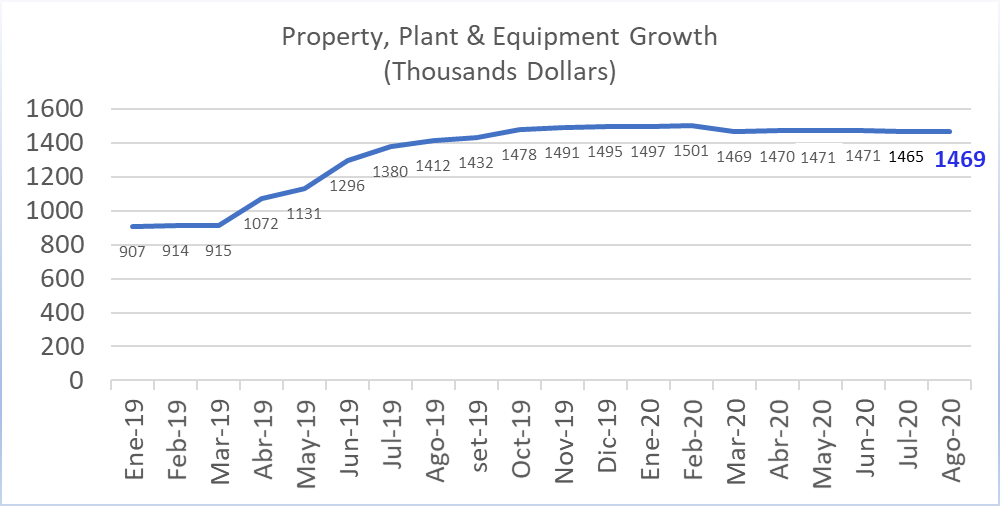 Property, Plant & Equipment Growth
(Thousands Dollars)
1600
1400
1200
1000
800
600
400
200
0
907 914 915 1072 1131 1296 1380 1412 1432 1478 1491 1495 1497 1501 1469 1470 1471 1471 1465 1469
Ene-19 Feb-19 Mar-19 Abr-19 May-19 Jun-19 Jul-19 Ago-19 set-19 Oct-19 Nov-19 Dic-19 Ene-20 Feb-20 Mar-20 Abr-20 May-20 Jun-20 Jul-20 Ago-20